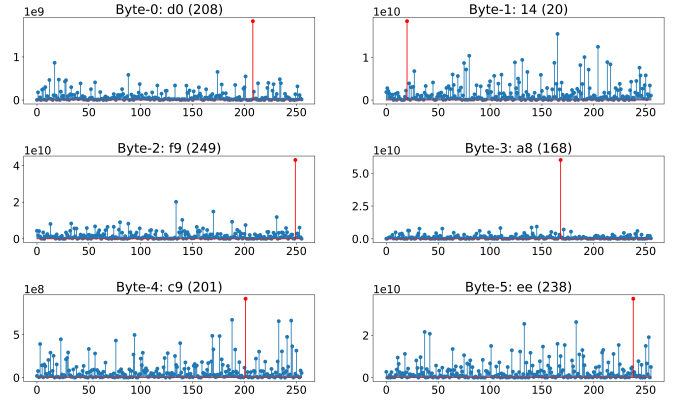 Byte-0: d0 (208)
1e9
1
0
0 50 100 150 200 250
Byte-1: 14 (20)
1e10
1
0
0 50 100 150 200 250
Byte-2: f9 (249)
1e10
4
2
0
0 50 100 150 200 250
Byte-3: a8 (168)
1e10
5.0
2.5
0.0
0 50 100 150 200 250
Byte-4: c9 (201)
1e8
5
0
0 50 100 150 200 250
Byte-5: ee (238)
1e10
2
0
0 50 100 150 200 250